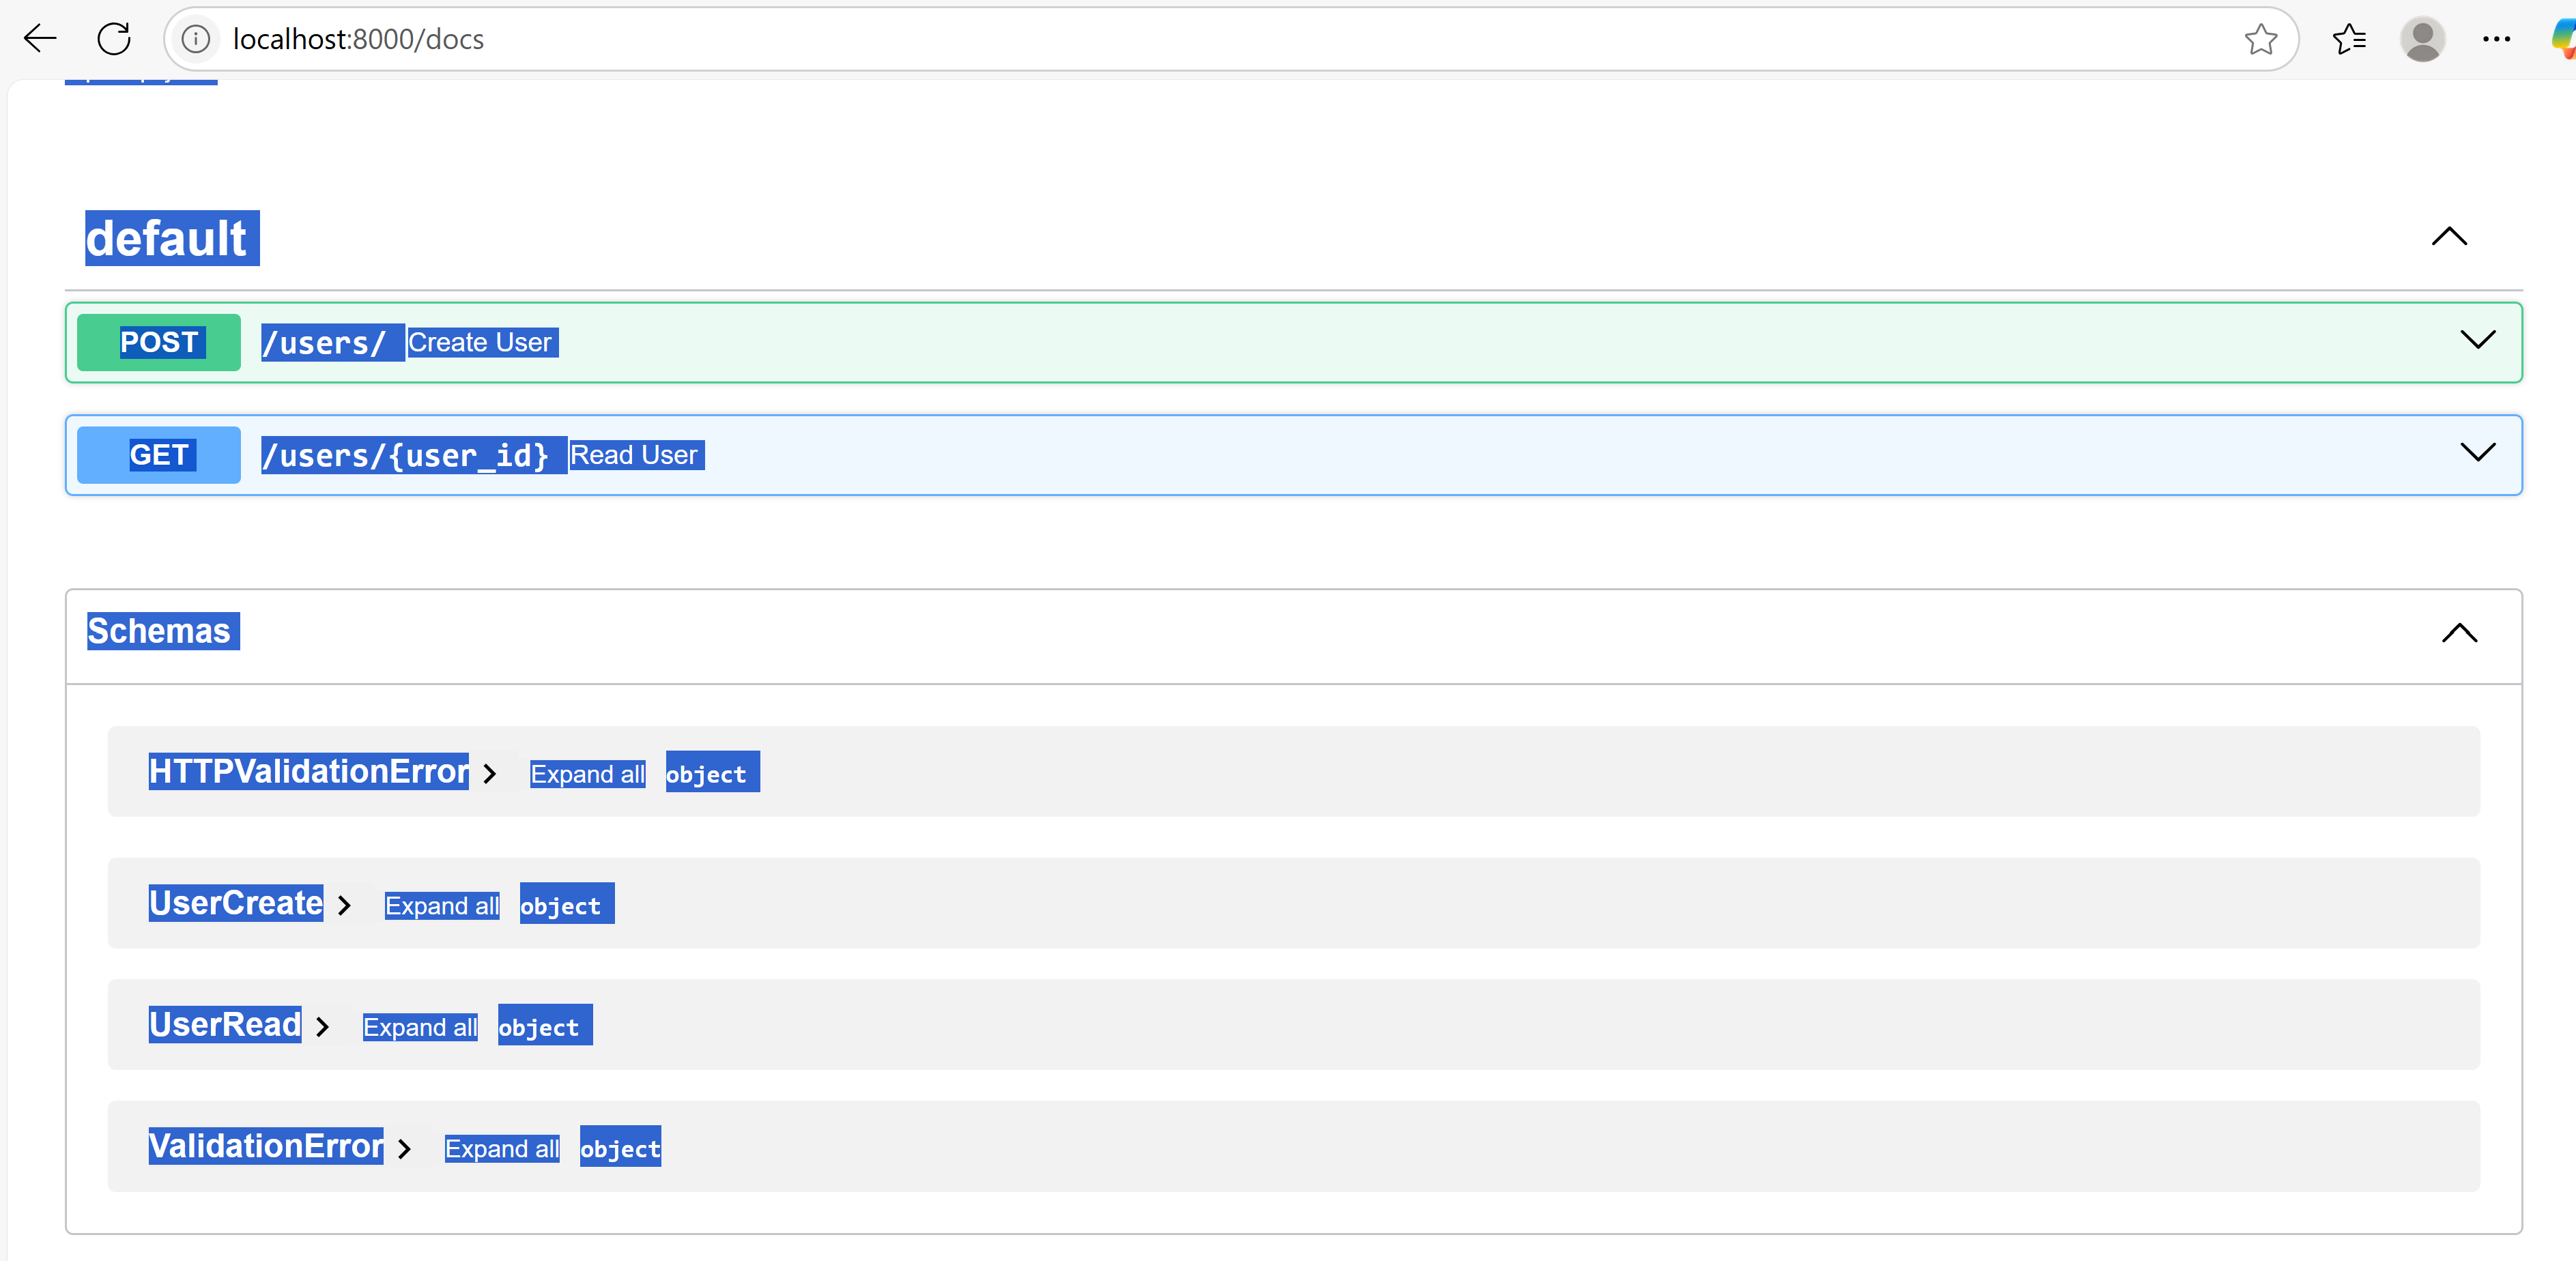 localhost:8000/docs
default
POST /users/ Create User
GET /users/{user_id} Read User
Schemas
HTTPValidationError Expand all object
UserCreate Expand all object
UserRead Expand all object
ValidationError Expand all object